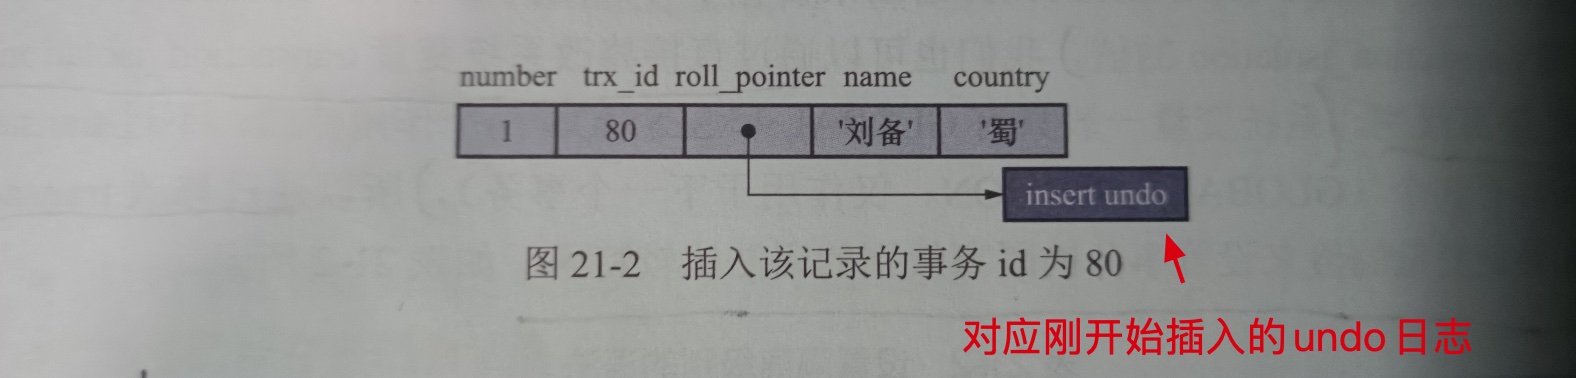 number trx_id roll_pointer name country
1 80 '刘备' '蜀'
insert undo
图 21-2 插入该记录的事务 id 为 80
对应刚开始插入的undo日志